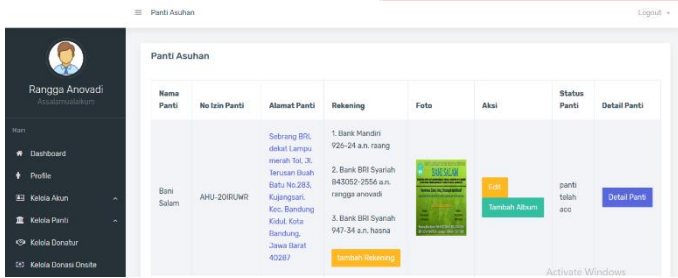 Panti Asuhan
Logout
Rangga Anovadi
Assalamualaikum
Main
Dashboard
Profile
Kelola Akun
Kelola Panti
Kelola Donatur
Kelola Donasi Onsite
Panti Asuhan
Nama Panti
No Izin Panti
Alamat Panti
Rekening
Foto
Aksi
Status Panti
Detail Panti
Bani Salam
AHU-20IRUWR
Sebrang BRI,
dekat Lampu
merah Tol, Jl.
Terusan Buah
Batu No.283,
Kujangsari,
Kec. Bandung
Kidul, Kota
Bandung,
Jawa Barat
40287
1. Bank Mandiri
926-24 a.n. raang
2. Bank BRI Syariah
843052-2556 a.n.
rangga anovadi
3. Bank BRI Syariah
947-34 a.n. hasna
tambah Rekening
BANI SALAM
Edit
Tambah Album
panti
telah
acc
Detail Panti
Activate Windows